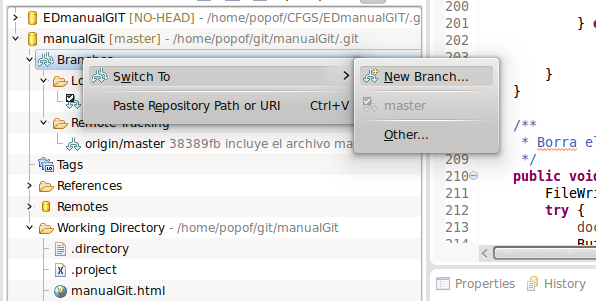 EDmanualGIT [NO-HEAD] - /home/popof/CFGS/EDmanualGIT/.g
manualGit [master] - /home/popof/git/manualGit/.git
Branches
Lo
Remote Tracking
origin/master 38389fb incluye el archivo ma
Tags
References
Remotes
Working Directory - /home/popof/git/manualGit
.directory
.project
manualGit.html
Switch To
Paste Repository Path or URI Ctrl+V
New Branch...
master
Other...
200
201 } e
202
203
}
}
/**
* Borra el
209 */
210 public void
211 FileWri
212 try {
213 doc
214 Bu
Properties History